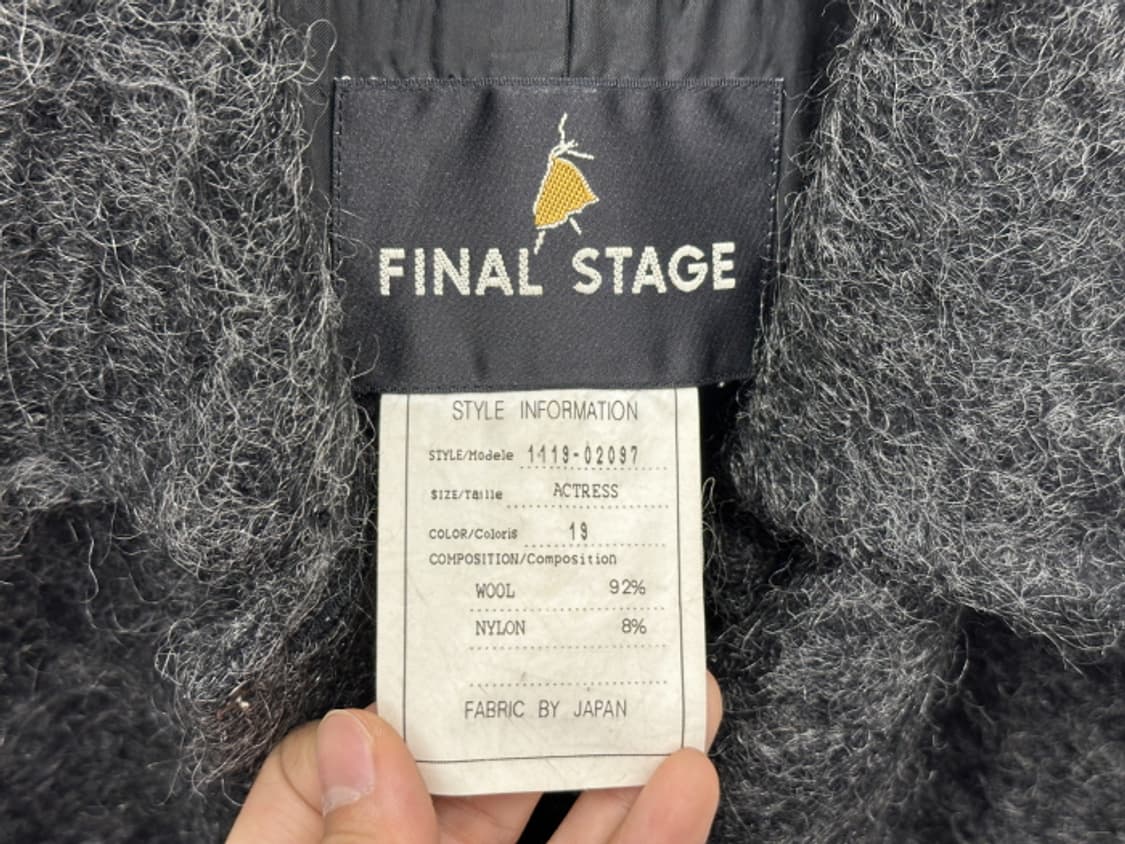 FINAL STAGE
STYLE INFORMATION
STYLE/Modele 1119-02097
SIZE/Taille ACTRESS
COLOR/Coloris 19
COMPOSITION/Composition
WOOL 92%
NYLON 8%
FABRIC BY JAPAN